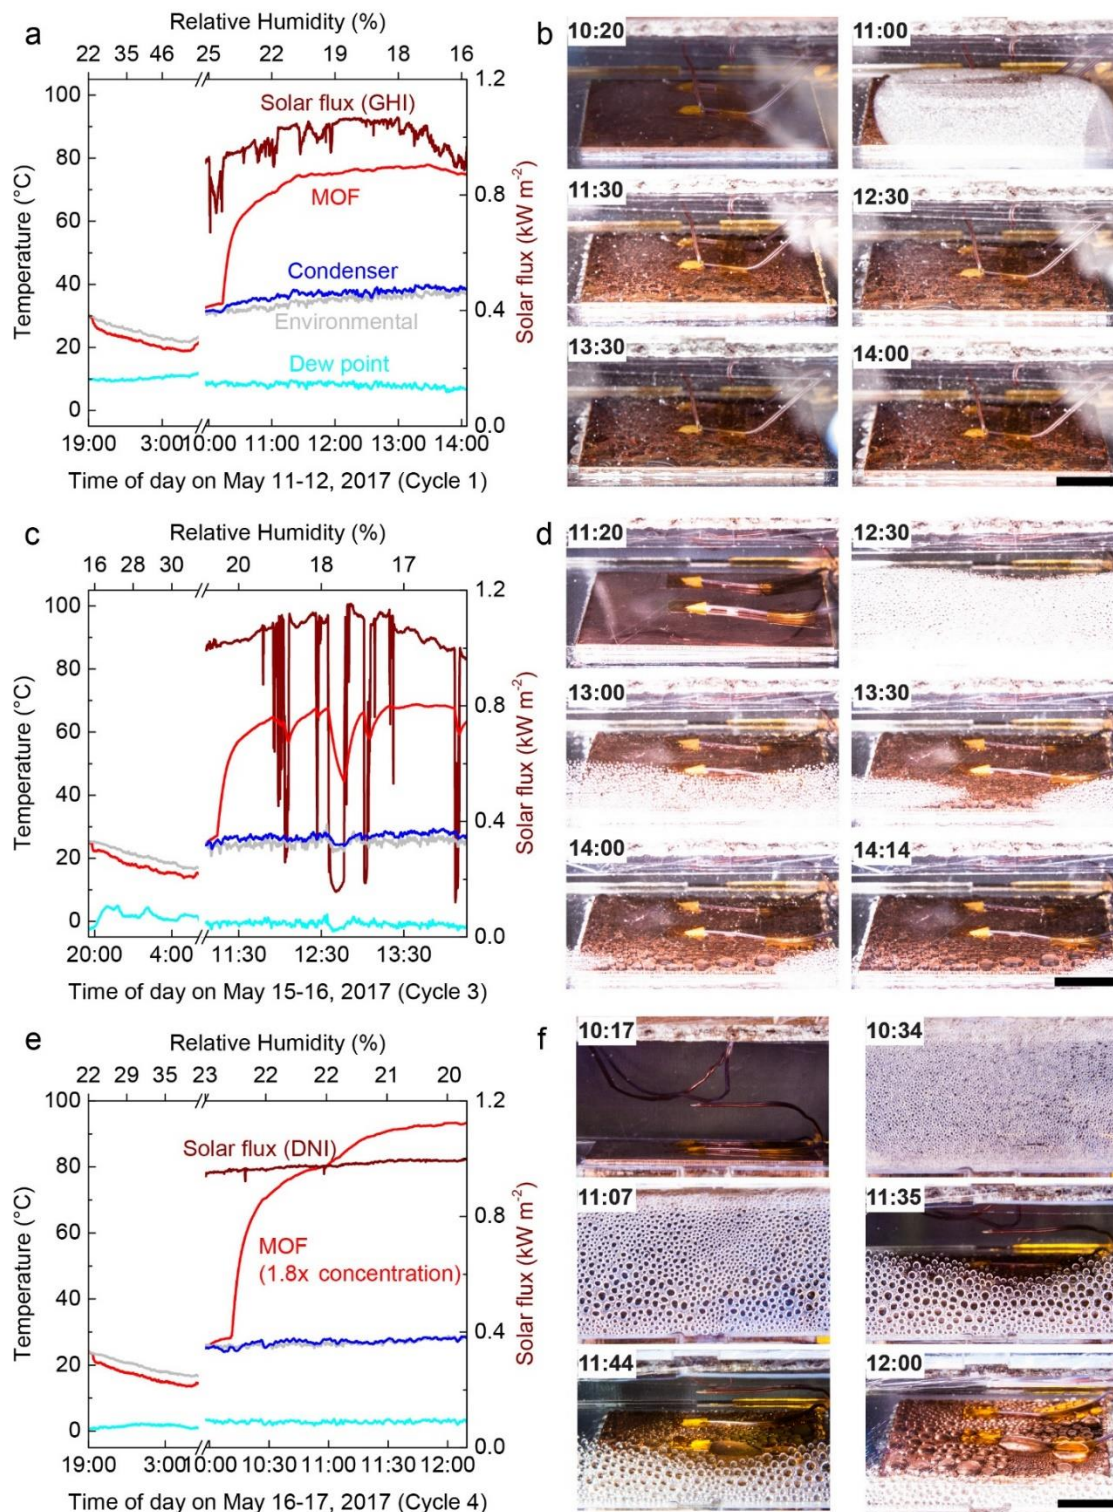 a
Relative Humidity (%)
22 35 46 25 22 19 17 16
Temperature (°C)
100
80
60
40
20
0
Solar flux (GHI)
MOF
Condenser
Environmental
Dew point
1.2
0.8
0.4
0.0
Solar flux (kW m-2)
19:00 3:00 10:00 11:00 12:00 13:00 14:00
Time of day on May 11-12, 2017 (Cycle 1)
b
10:20 11:00
11:30 12:30
13:30 14:00
c
Relative Humidity (%)
16 28 30 20 18 17
Temperature (°C)
100
80
60
40
20
0
1.2
0.8
0.4
0.0
Solar flux (kW m-2)
20:00 4:00 11:30 12:30 13:30
Time of day on May 15-16, 2017 (Cycle 3)
d
11:20 12:30
13:00 13:30
14:00 14:14
e
Relative Humidity (%)
22 29 35 23 22 22 21 20
Temperature (°C)
100
80
60
40
20
0
Solar flux (DNI)
MOF
(1.8x concentration)
1.2
0.8
0.4
0.0
Solar flux (kW m-2)
19:00 3:00 10:00 10:30 11:00 11:30 12:00
Time of day on May 16-17, 2017 (Cycle 4)
f
10:17 10:34
11:07 11:35
11:44 12:00